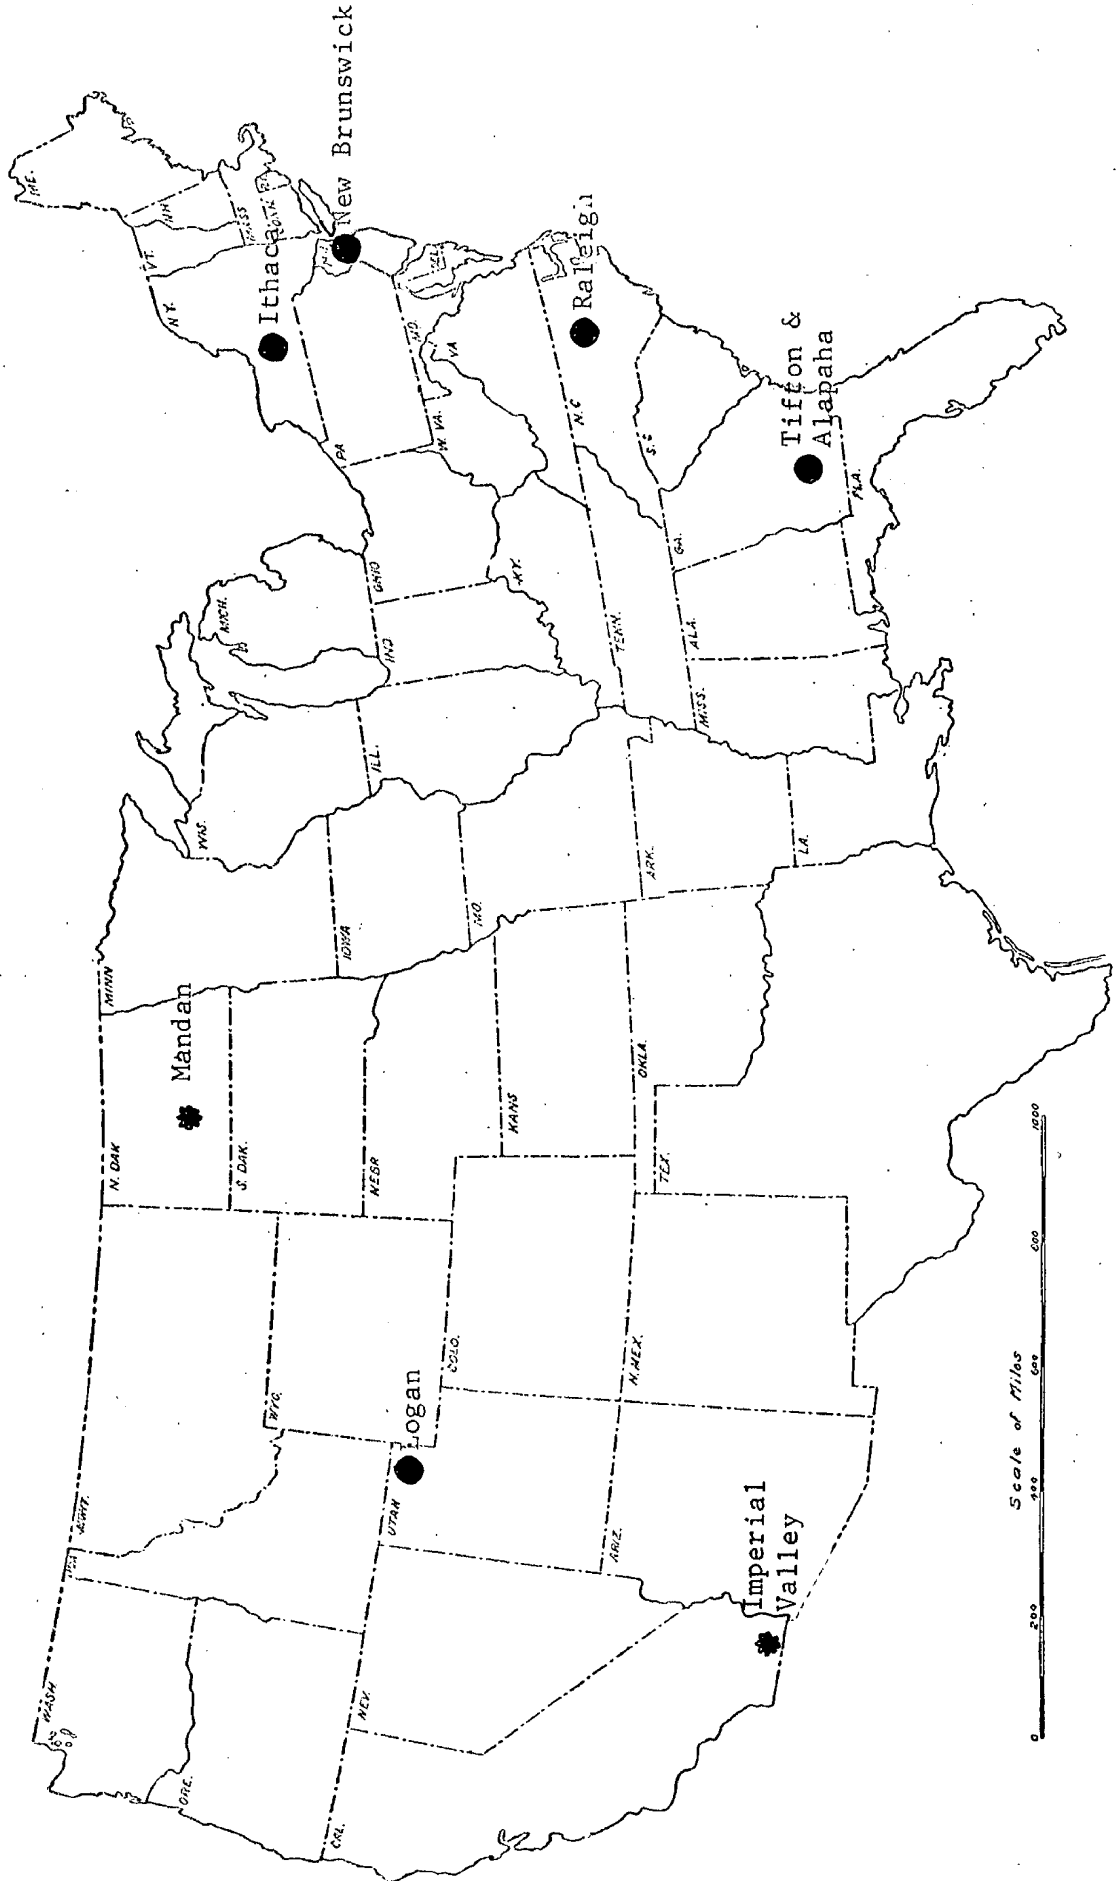 WASH.
ORE.
CAL.
NEV.
IDA
MONT.
WYO.
UTAH
Logan
COLO.
ARIZ.
N.MEX.
Imperial
Valley
N. DAK
Mandan
S. DAK.
NEBR
KANS
OKLA.
TEX.
MINN
IOWA
MO.
ARK.
LA.
WIS.
ILL.
MICH.
IND
OHIO
KY.
TENN.
MISS.
ALA.
GA.
FLA.
Tifton &
Alapaha
S.C
N.C
Raleigh
VA
W. VA.
MD.
DEL
PA
N.J.
New Brunswick
N.Y.
Ithaca
VT.
NH
MASS
CONN
R.I.
ME.
Scale of Miles
0 200 400 600 800 1000